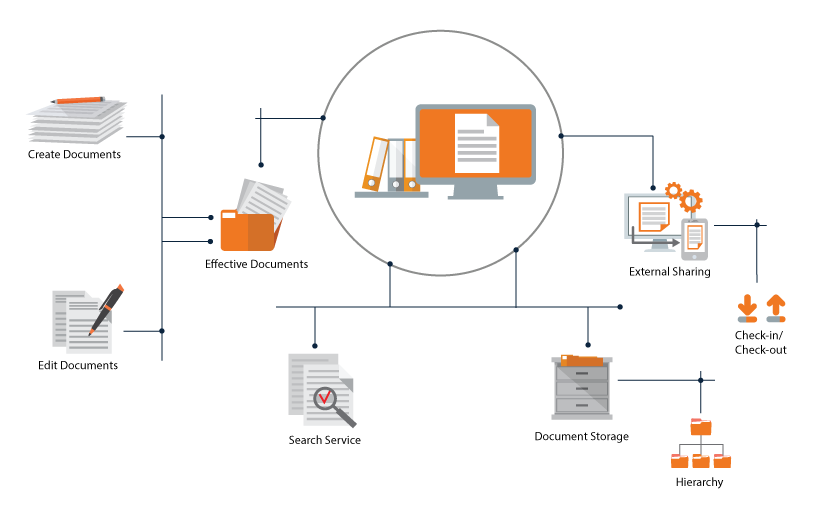 Create Documents
Effective Documents
External Sharing
Check-in/
Check-out
Edit Documents
Search Service
Document Storage
Hierarchy